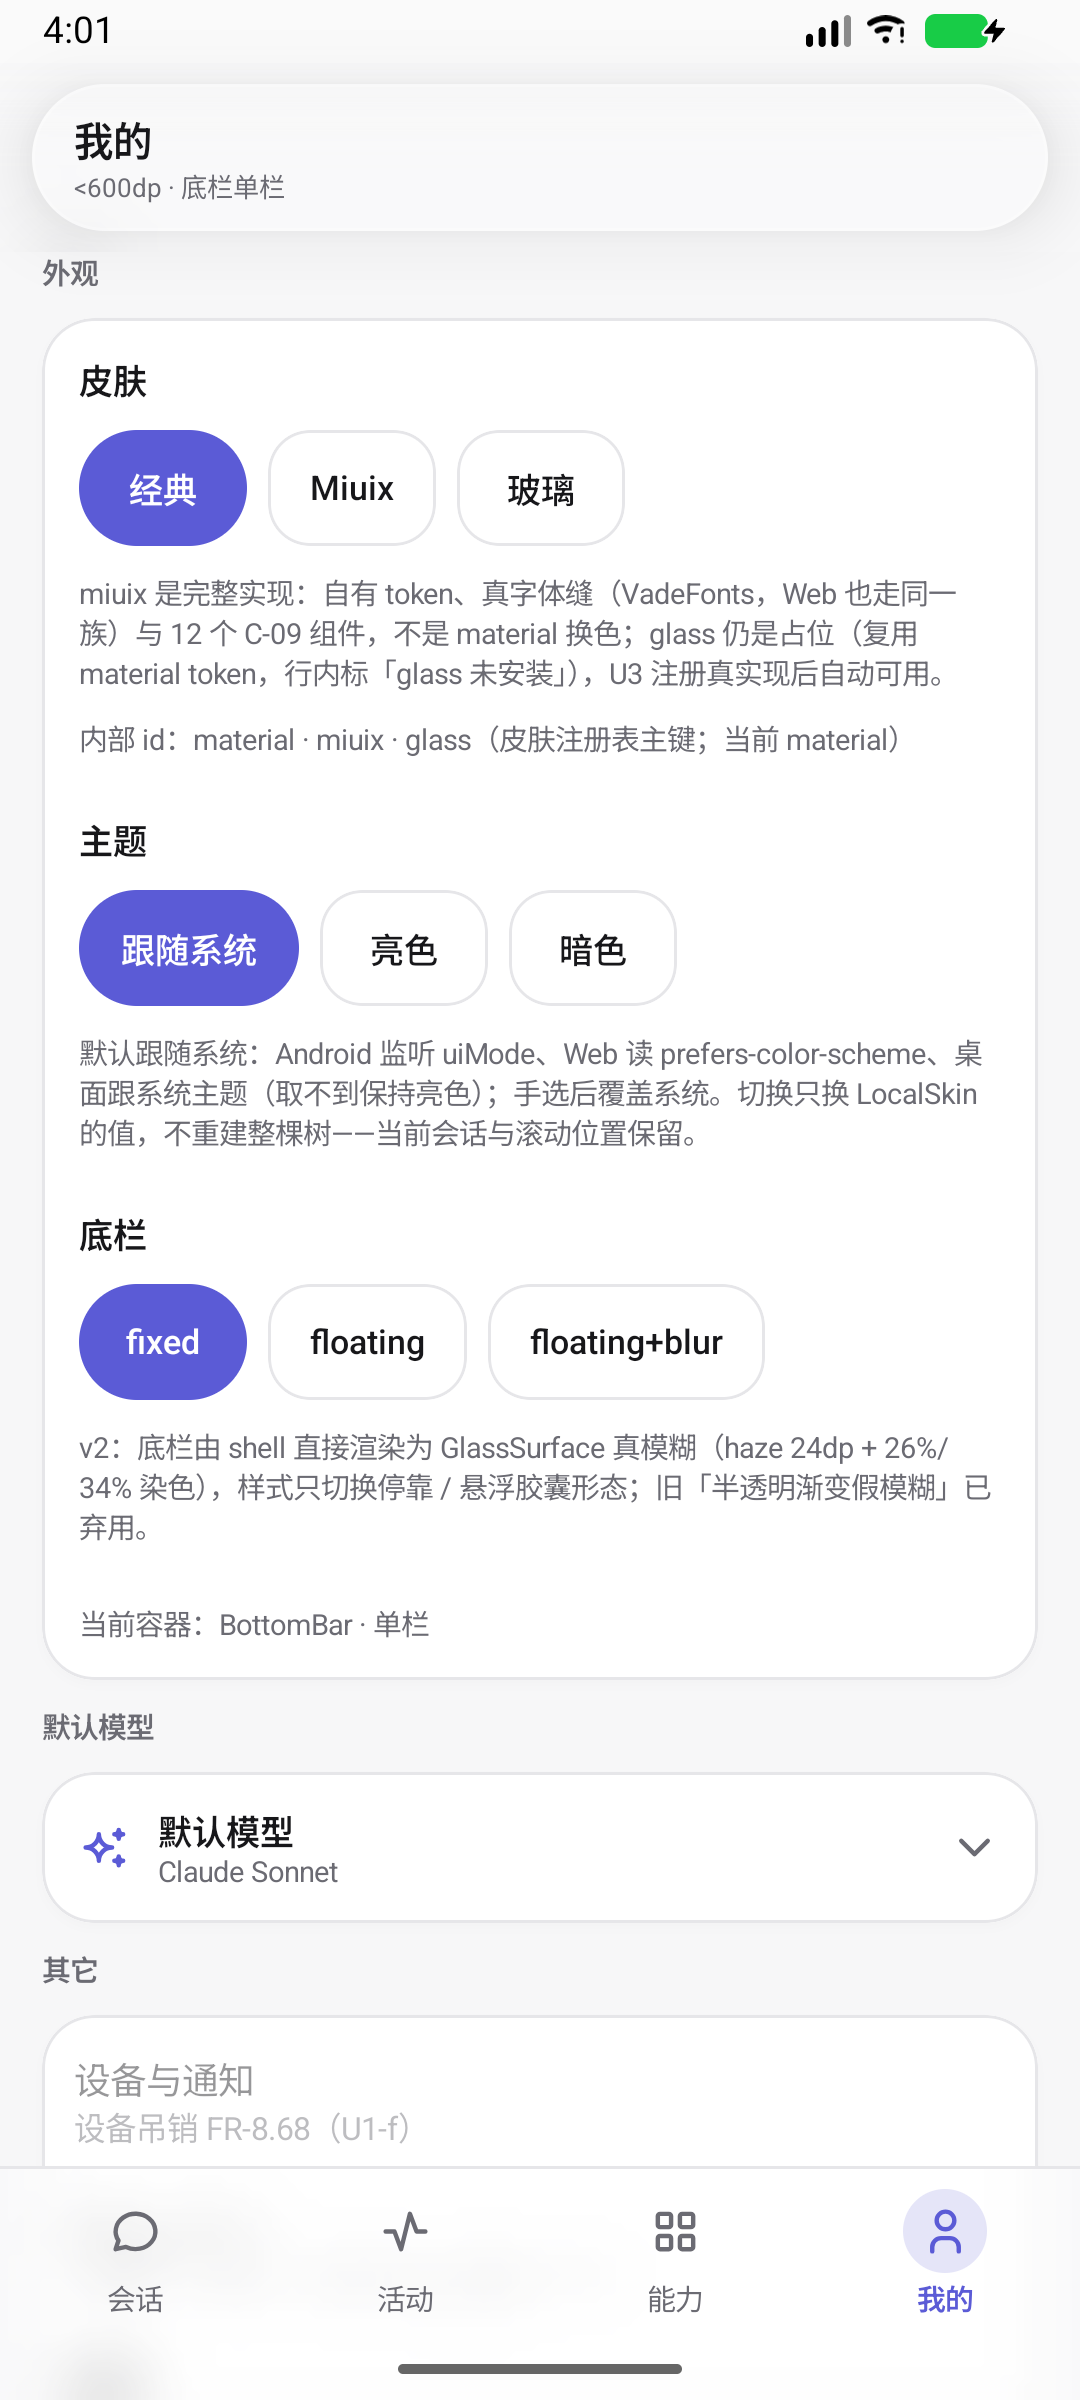 4:01
我的
<600dp · 底栏单栏
外观
皮肤
经典
Miuix
玻璃
miuix 是完整实现：自有 token、真字体缝（VadeFonts，Web 也走同一
族）与 12 个 C-09 组件，不是 material 换色；glass 仍是占位（复用
material token，行内标「glass 未安装」），U3 注册真实现后自动可用。
内部 id：material · miuix · glass（皮肤注册表主键；当前 material）
主题
跟随系统
亮色
暗色
默认跟随系统：Android 监听 uiMode、Web 读 prefers-color-scheme、桌
面跟系统主题（取不到保持亮色）；手选后覆盖系统。切换只换 LocalSkin
的值，不重建整棵树——当前会话与滚动位置保留。
底栏
fixed
floating
floating+blur
v2：底栏由 shell 直接渲染为 GlassSurface 真模糊（haze 24dp + 26%/
34% 染色），样式只切换停靠 / 悬浮胶囊形态；旧「半透明渐变假模糊」已
弃用。
当前容器：BottomBar · 单栏
默认模型
默认模型
Claude Sonnet
其它
设备与通知
设备吊销 FR-8.68（U1-f）
会话
活动
能力
我的